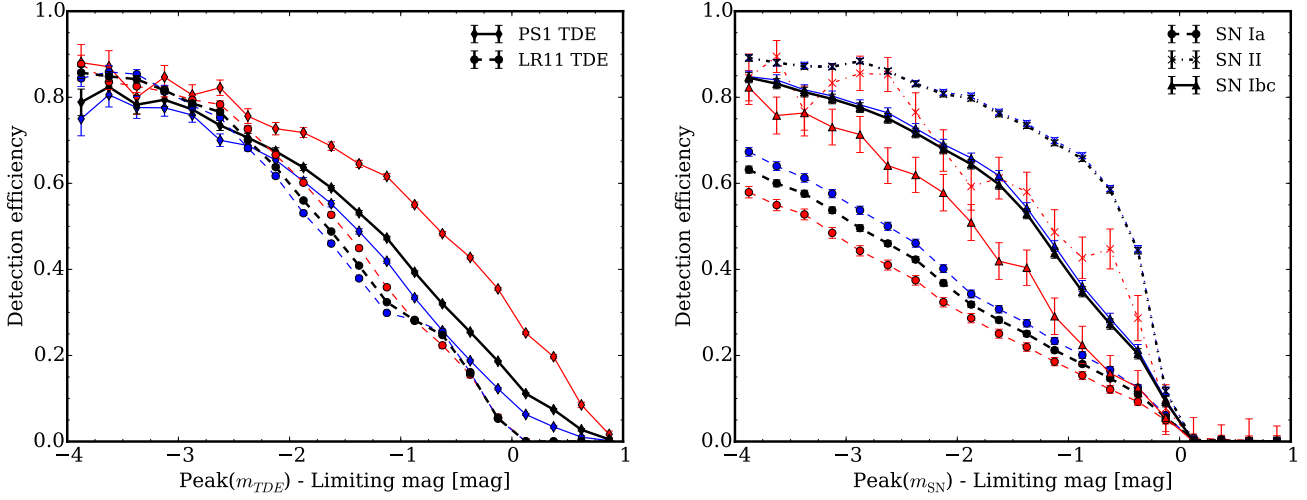 Detection efficiency
1.0
0.8
0.6
0.4
0.2
0.0
PS1 TDE
LR11 TDE
−4 −3 −2 −1 0 1
Peak(m_TDE) - Limiting mag [mag]
Detection efficiency
1.0
0.8
0.6
0.4
0.2
0.0
SN Ia
SN II
SN Ibc
−4 −3 −2 −1 0 1
Peak(m_SN) - Limiting mag [mag]